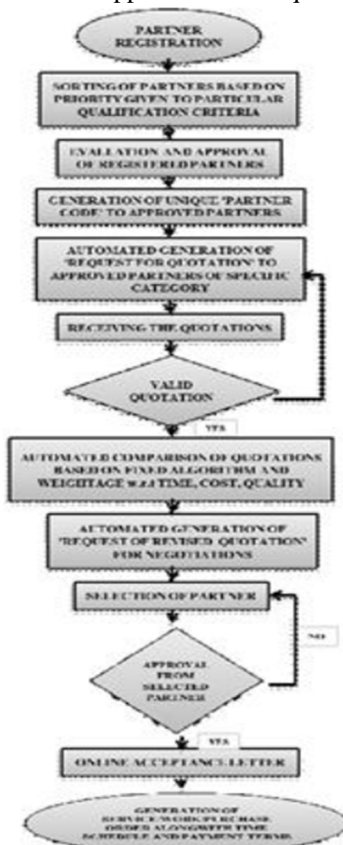 PARTNER
REGISTRATION
SORTING OF PARTNERS BASED ON
PRIORITY GIVEN TO PARTICULAR
QUALIFICATION CRITERIA
EVALUATION AND APPROVAL
OF REGISTERED PARTNERS
GENERATION OF UNIQUE 'PARTNER
CODE' TO APPROVED PARTNERS
AUTOMATED GENERATION OF
'REQUEST FOR QUOTATION' TO
APPROVED PARTNERS OF SPECIFIC
CATEGORY
RECEIVING THE QUOTATIONS
VALID
QUOTATION
YES
AUTOMATED COMPARISON OF QUOTATIONS
BASED ON FIXED ALGORITHM AND
WEIGHTAGE w.r.t TIME, COST, QUALITY
AUTOMATED GENERATION OF
'REQUEST OF REVISED QUOTATION'
FOR NEGOTIATIONS
SELECTION OF PARTNER
NO
APPROVAL
FROM
SELECTED
PARTNER
YES
ONLINE ACCEPTANCE LETTER
GENERATION OF
SERVICE/WORK/PURCHASE
ORDER ALONGWITH TIME
SCHEDULE AND PAYMENT TERMS